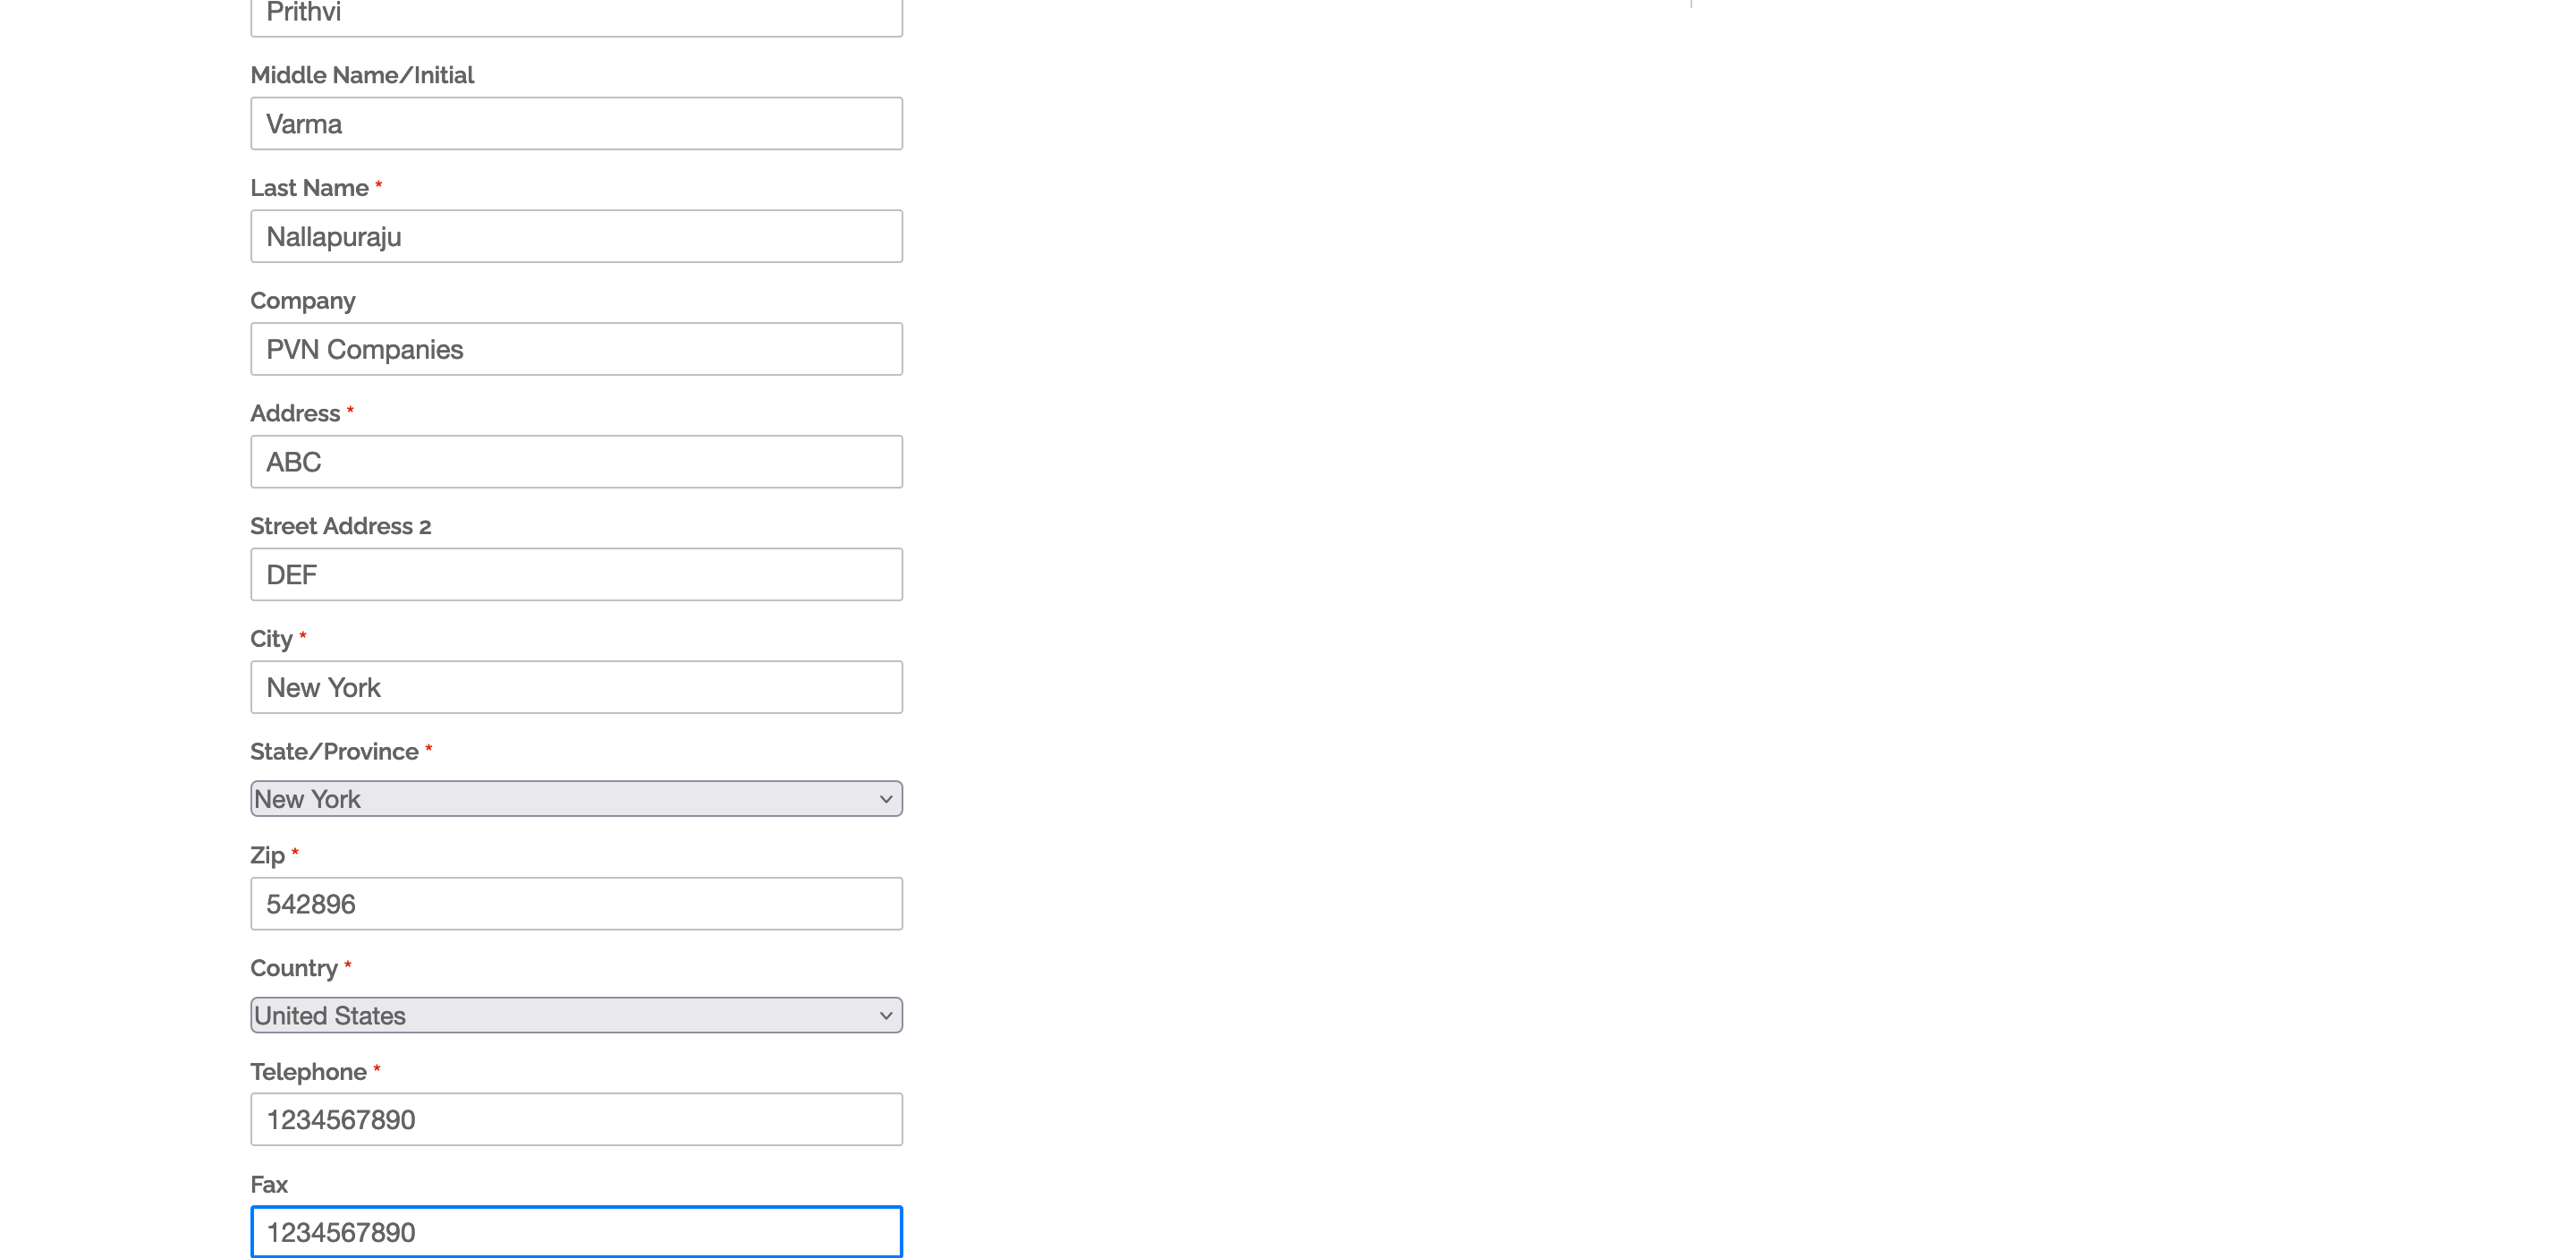 Prithvi
Middle Name/Initial
Varma
Last Name *
Nallapuraju
Company
PVN Companies
Address *
ABC
Street Address 2
DEF
City *
New York
State/Province *
New York
Zip *
542896
Country *
United States
Telephone *
1234567890
Fax
1234567890